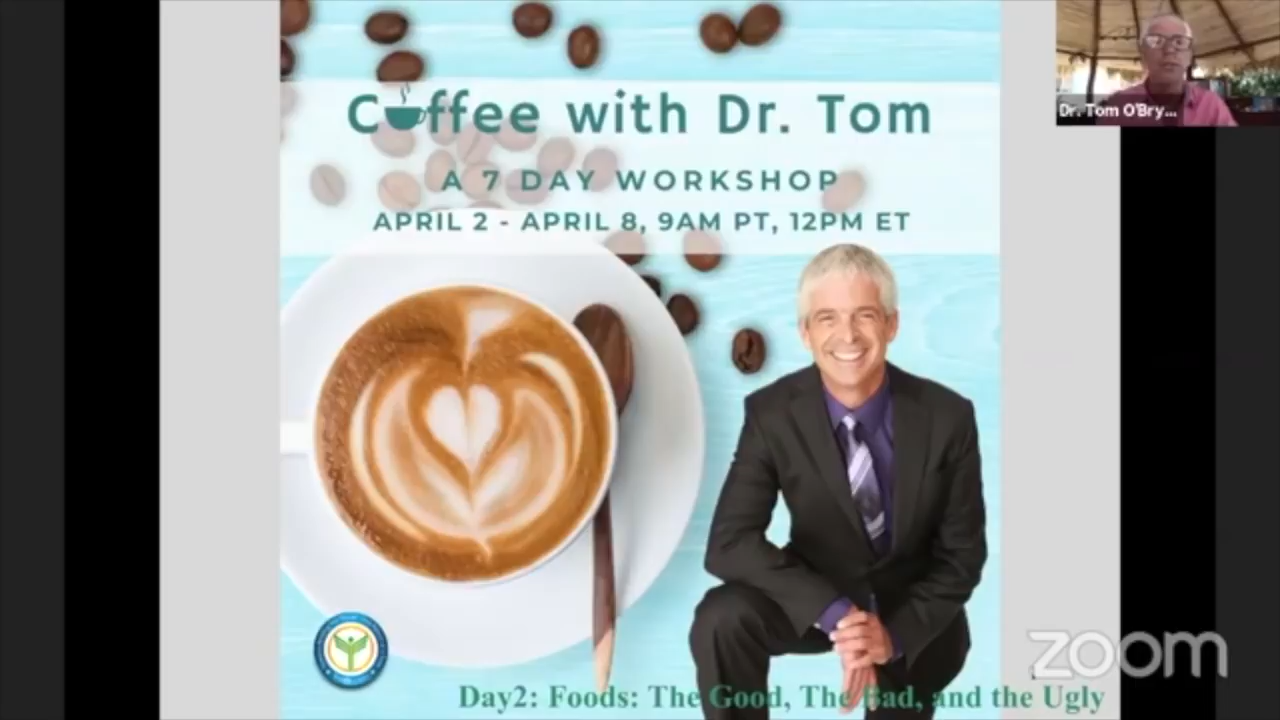 Coffee with Dr. Tom
A 7 DAY WORKSHOP
APRIL 2 - APRIL 8, 9AM PT, 12PM ET
Dr. Tom O'Bry...
zoom
Day2: Foods: The Good, The Bad, and the Ugly